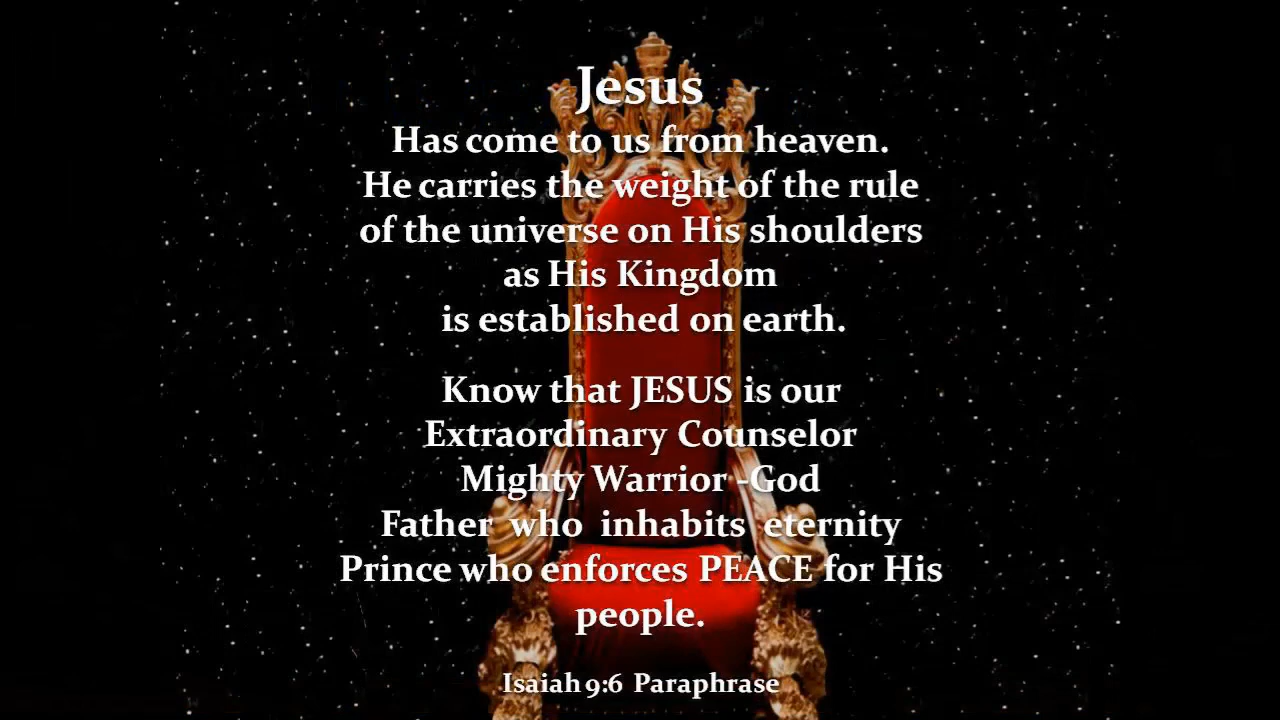 Jesus
Has come to us from heaven.
He carries the weight of the rule
of the universe on His shoulders
as His Kingdom
is established on earth.
Know that JESUS is our
Extraordinary Counselor
Mighty Warrior -God
Father who inhabits eternity
Prince who enforces PEACE for His
people.
Isaiah 9:6 Paraphrase